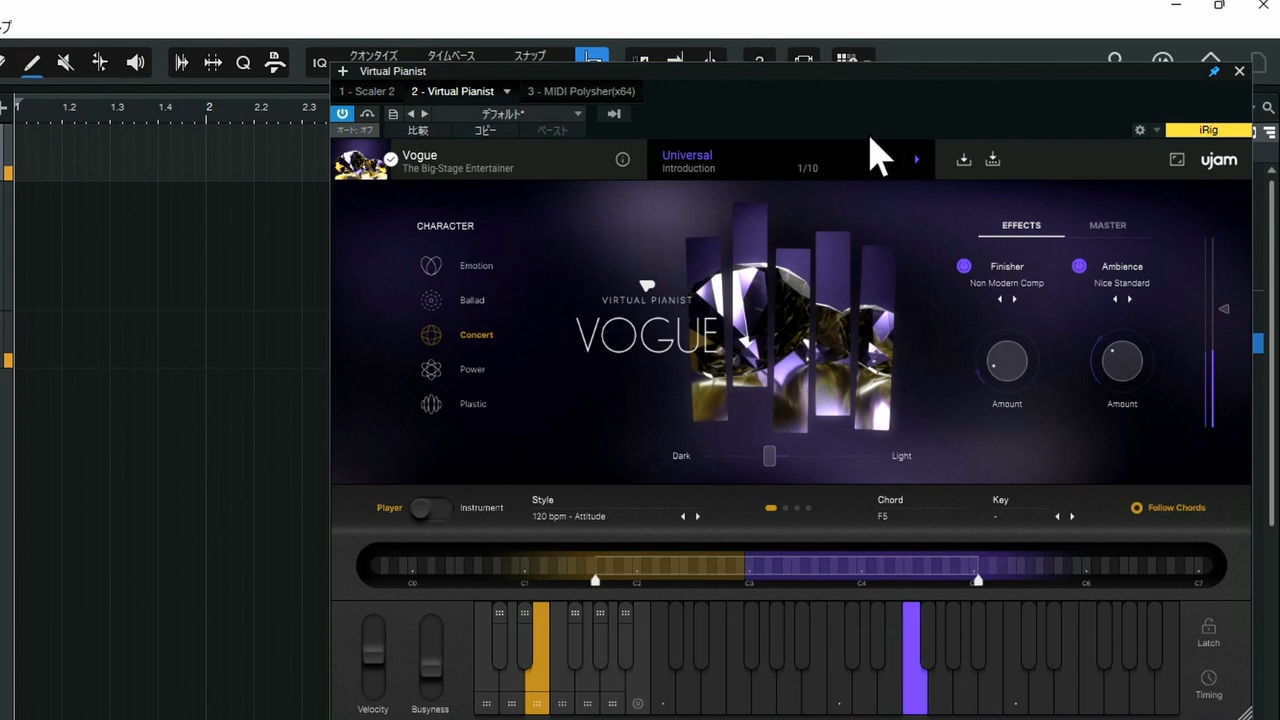 プ
IQ
クオンタイズ
タイムベース
スナップ
?
Virtual Pianist
1 - Scaler 2
2 - Virtual Pianist
3 - MIDI Polysher(x64)
1
1.2
1.3
1.4
2
2.2
2.3
デフォルト*
オート: オフ
比較
コピー
ペースト
iRig
Vogue
The Big-Stage Entertainer
Universal
Introduction
1/10
ujam
CHARACTER
Emotion
Ballad
Concert
Power
Plastic
VIRTUAL PIANIST
VOGUE
EFFECTS
MASTER
Finisher
Non Modern Comp
Ambience
Nice Standard
Amount
Amount
Dark
Light
Player
Instrument
Style
120 bpm - Attitude
Chord
F5
Key
-
Follow Chords
C0
C1
C2
C3
C4
C6
C7
Velocity
Busyness
Latch
Timing